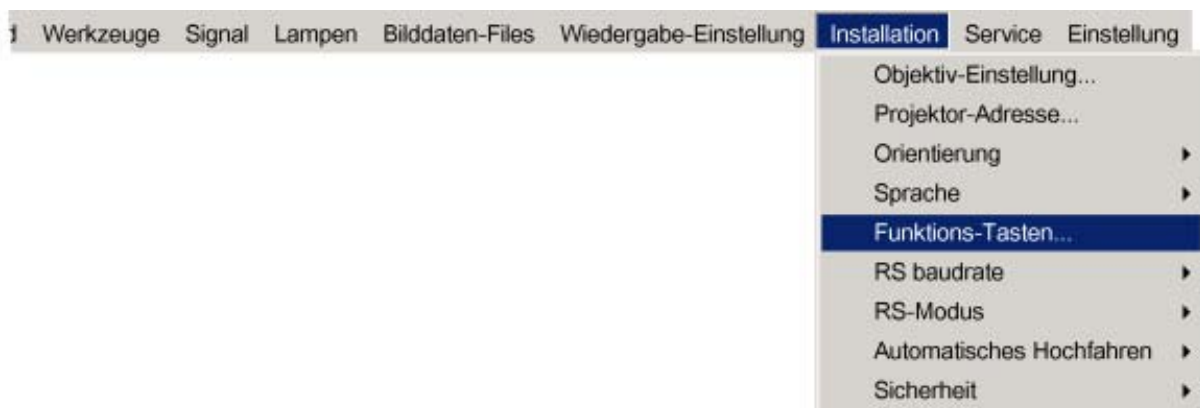 Werkzeuge Signal Lampen Bilddaten-Files Wiedergabe-Einstellung Installation Service Einstellung
Objektiv-Einstellung...
Projektor-Adresse...
Orientierung
Sprache
Funktions-Tasten...
RS baudrate
RS-Modus
Automatisches Hochfahren
Sicherheit